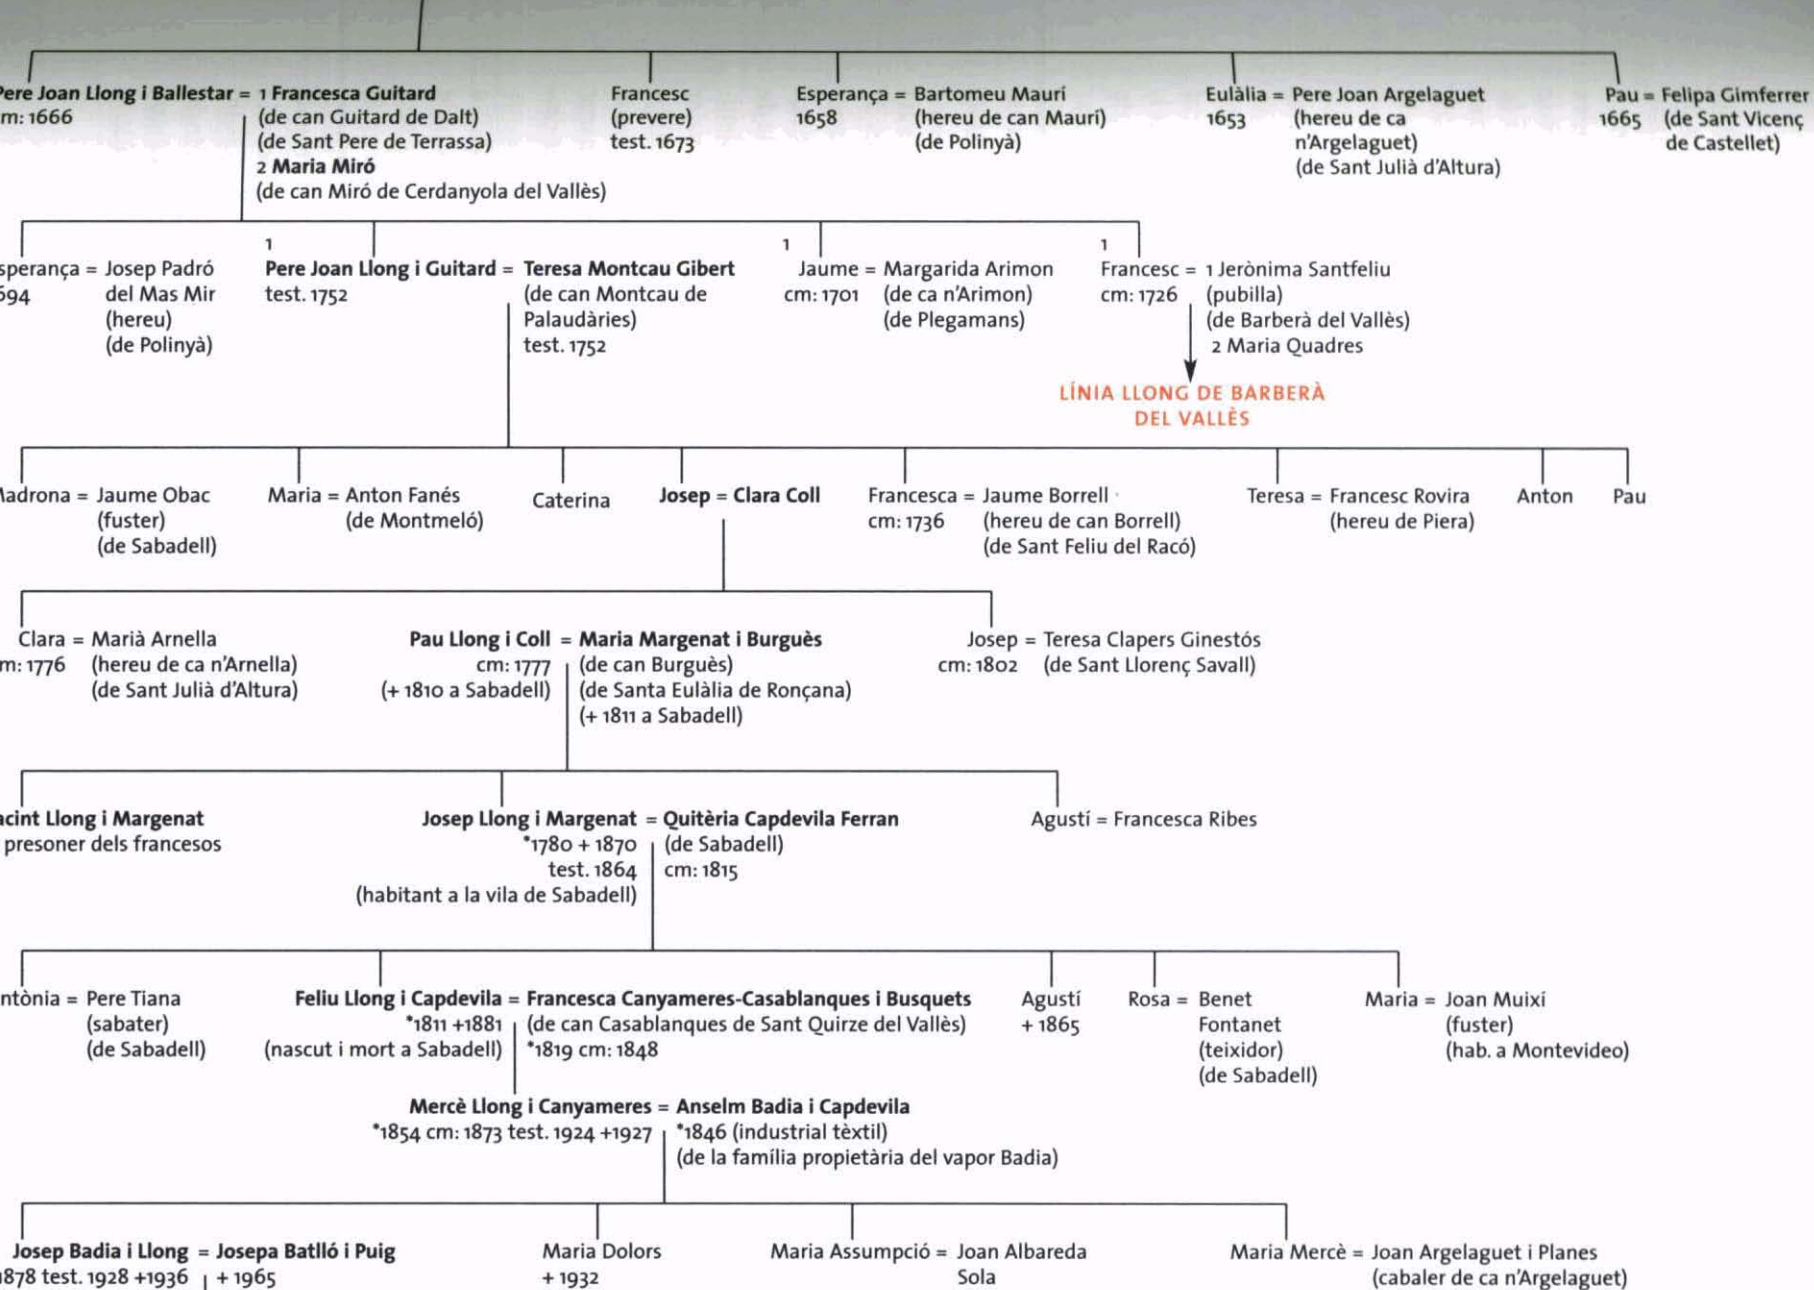 Pere Joan Llong i Ballestar = 1 Francesca Guitard
m: 1666 (de can Guitard de Dalt)
(de Sant Pere de Terrassa)
2 Maria Miró
(de can Miró de Cerdanyola del Vallès)
Francesc
(prevere)
test. 1673
Esperança = Bartomeu Maurí
1658 (hereu de can Maurí)
(de Polinyà)
Eulàlia = Pere Joan Argelaguet
1653 (hereu de ca
n'Argelaguet)
(de Sant Julià d'Altura)
Pau = Felipa Gimferrer
1665 (de Sant Vicenç
de Castellet)
sperança = Josep Padró
694 del Mas Mir
(hereu)
(de Polinyà)
1
Pere Joan Llong i Guitard = Teresa Montcau Gibert
test. 1752 (de can Montcau de
Palaudàries)
test. 1752
1
Jaume = Margarida Arimon
cm: 1701 (de ca n'Arimon)
(de Plegamans)
1
Francesc = 1 Jerònima Santfeliu
cm: 1726 (pubilla)
(de Barberà del Vallès)
2 Maria Quadres
LÍNIA LLONG DE BARBERÀ
DEL VALLÈS
Madrona = Jaume Obac
(fuster)
(de Sabadell)
Maria = Anton Fanés
(de Montmeló)
Caterina
Josep = Clara Coll
Francesca = Jaume Borrell
cm: 1736 (hereu de can Borrell)
(de Sant Feliu del Racó)
Teresa = Francesc Rovira
(hereu de Piera)
Anton
Pau
Clara = Marià Arnella
m: 1776 (hereu de ca n'Arnella)
(de Sant Julià d'Altura)
Pau Llong i Coll = Maria Margenat i Burguès
cm: 1777 (de can Burguès)
(+ 1810 a Sabadell) (de Santa Eulàlia de Ronçana)
(+ 1811 a Sabadell)
Josep = Teresa Clapers Ginestós
cm: 1802 (de Sant Llorenç Savall)
acint Llong i Margenat
presoner dels francesos
Josep Llong i Margenat = Quitèria Capdevila Ferran
*1780 + 1870 (de Sabadell)
test. 1864 cm: 1815
(habitant a la vila de Sabadell)
Agustí = Francesca Ribes
ntònia = Pere Tiana
(sabater)
(de Sabadell)
Feliu Llong i Capdevila = Francesca Canyameres-Casablanques i Busquets
*1811 +1881 (de can Casablanques de Sant Quirze del Vallès)
(nascut i mort a Sabadell) *1819 cm: 1848
Agustí
+ 1865
Rosa = Benet
Fontanet
(teixidor)
(de Sabadell)
Maria = Joan Muixí
(fuster)
(hab. a Montevideo)
Mercè Llong i Canyameres = Anselm Badia i Capdevila
*1854 cm: 1873 test. 1924 +1927 *1846 (industrial tèxtil)
(de la família propietària del vapor Badia)
Josep Badia i Llong = Josepa Batlló i Puig
1878 test. 1928 +1936 + 1965
Maria Dolors
+ 1932
Maria Assumpció = Joan Albareda
Sola
Maria Mercè = Joan Argelaguet i Planes
(cabaler de ca n'Argelaguet)